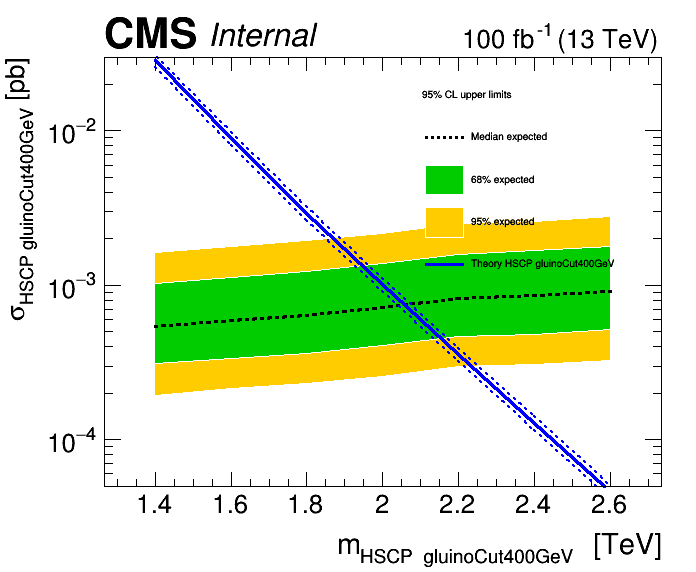 CMS Internal 100 fb⁻¹ (13 TeV)
σHSCP gluinoCut400GeV [pb]
95% CL upper limits
Median expected
68% expected
95% expected
Theory HSCP gluinoCut400GeV
10⁻²
10⁻³
10⁻⁴
1.4 1.6 1.8 2 2.2 2.4 2.6
mHSCP gluinoCut400GeV [TeV]